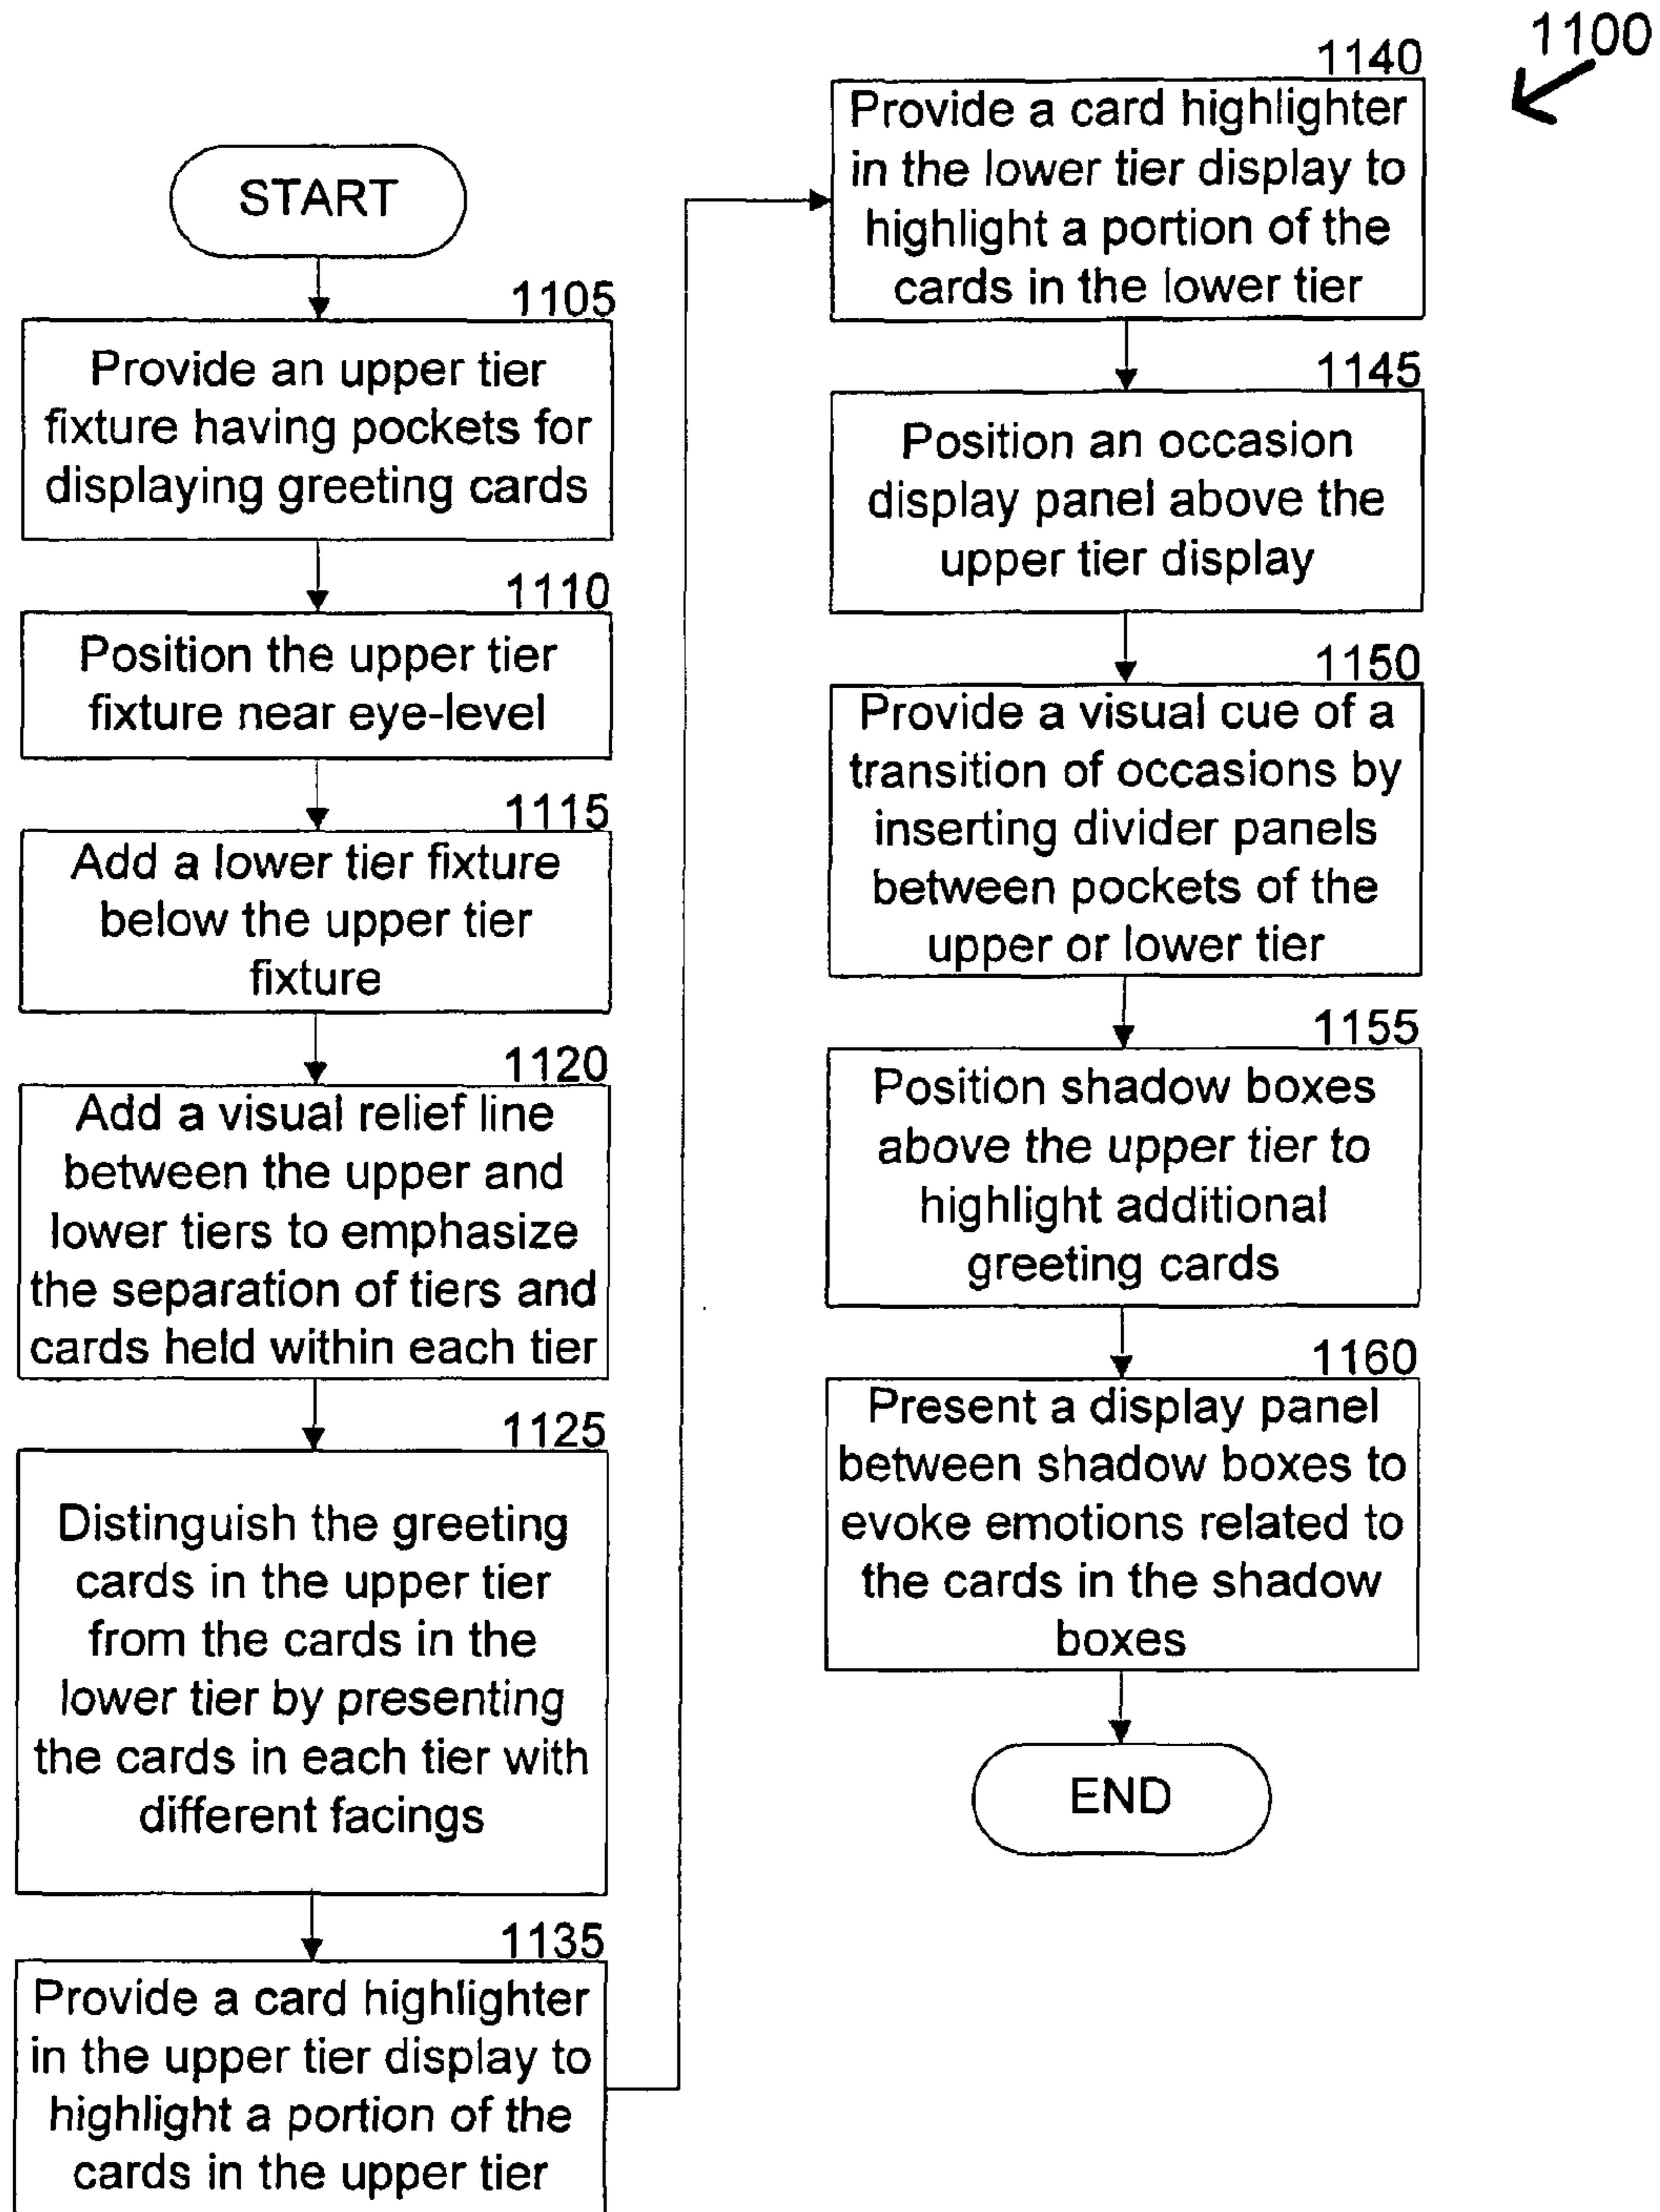 1100
START
1105
Provide an upper tier
fixture having pockets for
displaying greeting cards
1110
Position the upper tier
fixture near eye-level
1115
Add a lower tier fixture
below the upper tier
fixture
1120
Add a visual relief line
between the upper and
lower tiers to emphasize
the separation of tiers and
cards held within each tier
1125
Distinguish the greeting
cards in the upper tier
from the cards in the
lower tier by presenting
the cards in each tier with
different facings
1135
Provide a card highlighter
in the upper tier display to
highlight a portion of the
cards in the upper tier
1140
Provide a card highlighter
in the lower tier display to
highlight a portion of the
cards in the lower tier
1145
Position an occasion
display panel above the
upper tier display
1150
Provide a visual cue of a
transition of occasions by
inserting divider panels
between pockets of the
upper or lower tier
1155
Position shadow boxes
above the upper tier to
highlight additional
greeting cards
1160
Present a display panel
between shadow boxes to
evoke emotions related to
the cards in the shadow
boxes
END